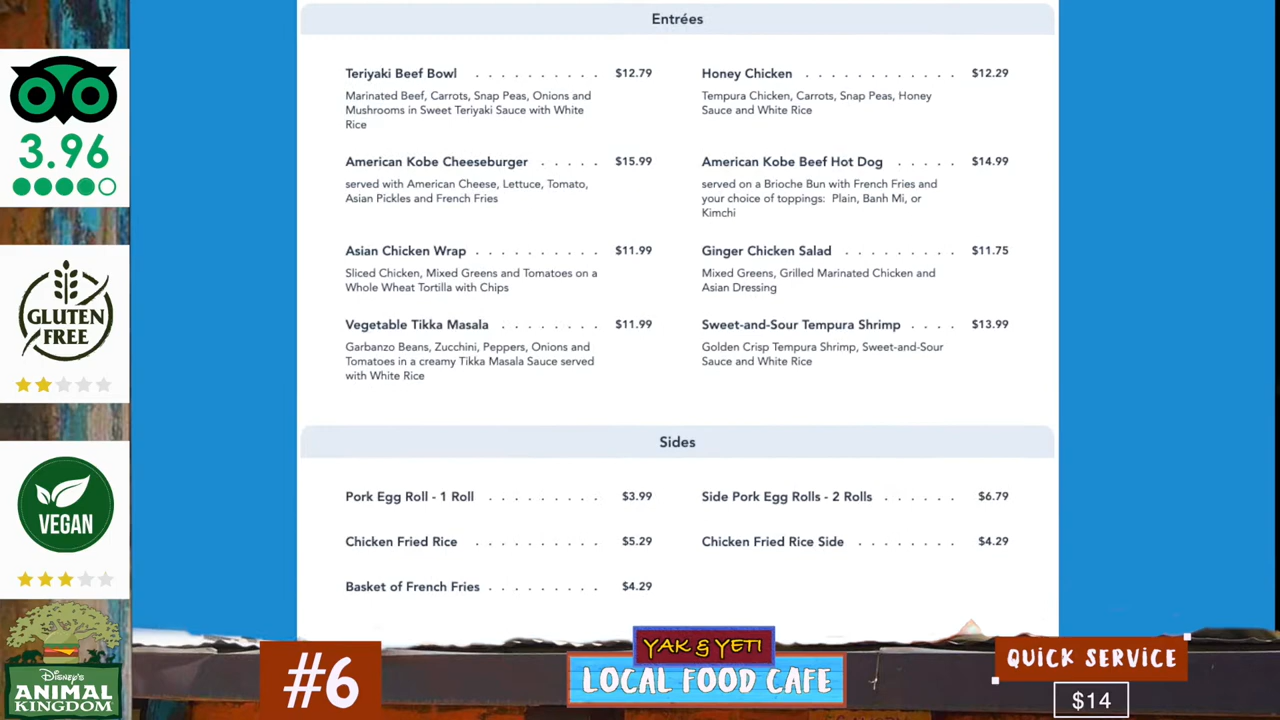 Entrées
Teriyaki Beef Bowl . . . . . . . . . . $12.79
Marinated Beef, Carrots, Snap Peas, Onions and
Mushrooms in Sweet Teriyaki Sauce with White
Rice
Honey Chicken . . . . . . . . . . . . $12.29
Tempura Chicken, Carrots, Snap Peas, Honey
Sauce and White Rice
American Kobe Cheeseburger . . . . . $15.99
served with American Cheese, Lettuce, Tomato,
Asian Pickles and French Fries
American Kobe Beef Hot Dog . . . . . $14.99
served on a Brioche Bun with French Fries and
your choice of toppings: Plain, Banh Mi, or
Kimchi
Asian Chicken Wrap . . . . . . . . . . $11.99
Sliced Chicken, Mixed Greens and Tomatoes on a
Whole Wheat Tortilla with Chips
Ginger Chicken Salad . . . . . . . . . $11.75
Mixed Greens, Grilled Marinated Chicken and
Asian Dressing
Vegetable Tikka Masala . . . . . . . . $11.99
Garbanzo Beans, Zucchini, Peppers, Onions and
Tomatoes in a creamy Tikka Masala Sauce served
with White Rice
Sweet-and-Sour Tempura Shrimp . . . . $13.99
Golden Crisp Tempura Shrimp, Sweet-and-Sour
Sauce and White Rice
Sides
Pork Egg Roll - 1 Roll . . . . . . . . . $3.99
Side Pork Egg Rolls - 2 Rolls . . . . . . $6.79
Chicken Fried Rice . . . . . . . . . . $5.29
Chicken Fried Rice Side . . . . . . . . $4.29
Basket of French Fries . . . . . . . . . $4.29
3.96
GLUTEN
FREE
VEGAN
Disney's
ANIMAL
KINGDOM
#6
YAK & YETI
LOCAL FOOD CAFE
QUICK SERVICE
$14